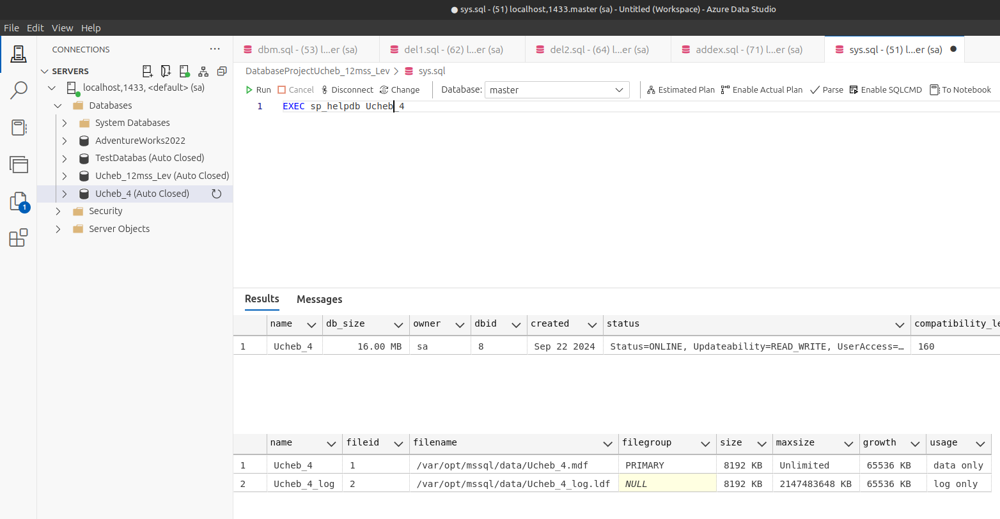 sys.sql - (51) localhost,1433.master (sa) - Untitled (Workspace) - Azure Data Studio
File Edit View Help
CONNECTIONS
SERVERS
localhost,1433, <default> (sa)
Databases
System Databases
AdventureWorks2022
TestDatabas (Auto Closed)
Ucheb_12mss_Lev (Auto Closed)
Ucheb_4 (Auto Closed)
Security
Server Objects
1
dbm.sql - (53) l...er (sa) del1.sql - (62) l...er (sa) del2.sql - (64) l...er (sa) addex.sql - (71) l...er (sa) sys.sql - (51) l...er (sa)
DatabaseProjectUcheb_12mss_Lev > sys.sql
Run Cancel Disconnect Change Database: master Estimated Plan Enable Actual Plan Parse Enable SQLCMD To Notebook
1 EXEC sp_helpdb Ucheb_4
Results Messages
name db_size owner dbid created status compatibility_le
1 Ucheb_4 16.00 MB sa 8 Sep 22 2024 Status=ONLINE, Updateability=READ_WRITE, UserAccess=… 160
name fileid filename filegroup size maxsize growth usage
1 Ucheb_4 1 /var/opt/mssql/data/Ucheb_4.mdf PRIMARY 8192 KB Unlimited 65536 KB data only
2 Ucheb_4_log 2 /var/opt/mssql/data/Ucheb_4_log.ldf NULL 8192 KB 2147483648 KB 65536 KB log only